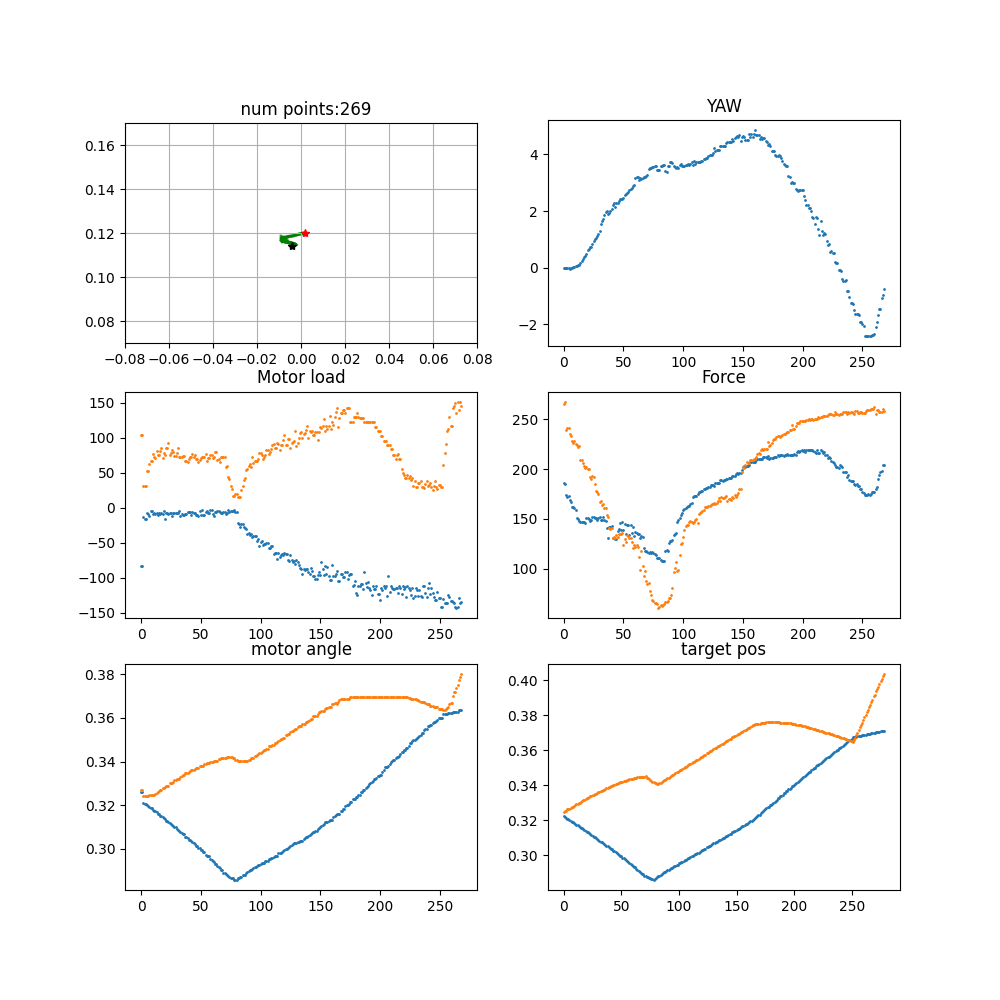 num points:269
0.16
0.14
0.12
0.10
0.08
−0.08 −0.06 −0.04 −0.02 0.00 0.02 0.04 0.06 0.08
YAW
4
2
0
−2
0 50 100 150 200 250
Motor load
150
100
50
0
−50
−100
−150
0 50 100 150 200 250
Force
250
200
150
100
0 50 100 150 200 250
motor angle
0.38
0.36
0.34
0.32
0.30
0 50 100 150 200 250
target pos
0.40
0.38
0.36
0.34
0.32
0.30
0 50 100 150 200 250